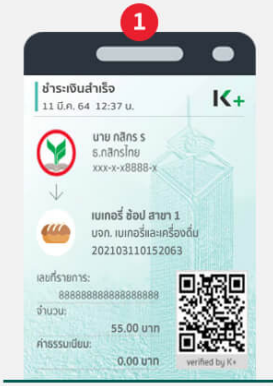 1
ชำระเงินสำเร็จ
11 มี.ค. 64 12:37 น.
K+
นาย กสิกร ร
ธ.กสิกรไทย
xxx-x-x8888-x
เบเกอรี่ ช้อป สาขา 1
บจก. เบเกอรี่และเครื่องดื่ม
202103110152063
เลขที่รายการ:
888888888888888888
จำนวน:
55.00 บาท
ค่าธรรมเนียม:
0.00 บาท
verified by K+